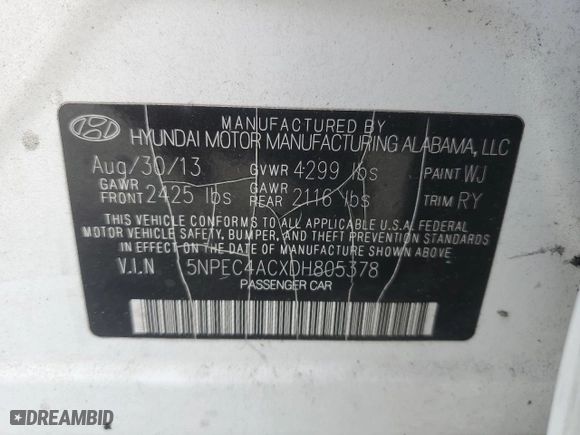 MANUFACTURED BY
HYUNDAI MOTOR MANUFACTURING ALABAMA, LLC
Aug/30/13 GVWR 4299 lbs PAINT WJ
GAWR FRONT 2425 lbs GAWR REAR 2116 lbs TRIM RY
THIS VEHICLE CONFORMS TO ALL APPLICABLE U.S.A. FEDERAL
MOTOR VEHICLE SAFETY, BUMPER, AND THEFT PREVENTION STANDARDS
IN EFFECT ON THE DATE OF MANUFACTURE SHOWN ABOVE.
V.I.N 5NPEC4ACXDH805378
PASSENGER CAR
DREAMBID